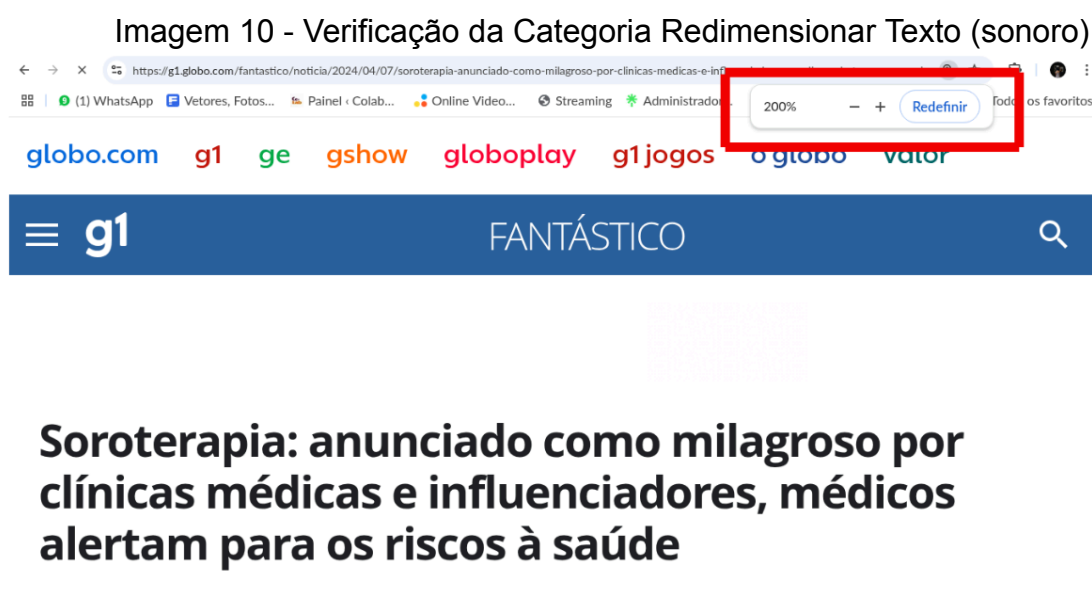 Imagem 10 - Verificação da Categoria Redimensionar Texto (sonoro)
https://g1.globo.com/fantastico/noticia/2024/04/07/soroterapia-anunciado-como-milagroso-por-clinicas-medicas-e-
(1) WhatsApp Vetores, Fotos... Painel ‹ Colab... Online Video... Streaming Administrador... os favoritos
200% − + Redefinir
globo.com g1 ge gshow globoplay g1 jogos o globo valor
g1 FANTÁSTICO
Soroterapia: anunciado como milagroso por
clínicas médicas e influenciadores, médicos
alertam para os riscos à saúde